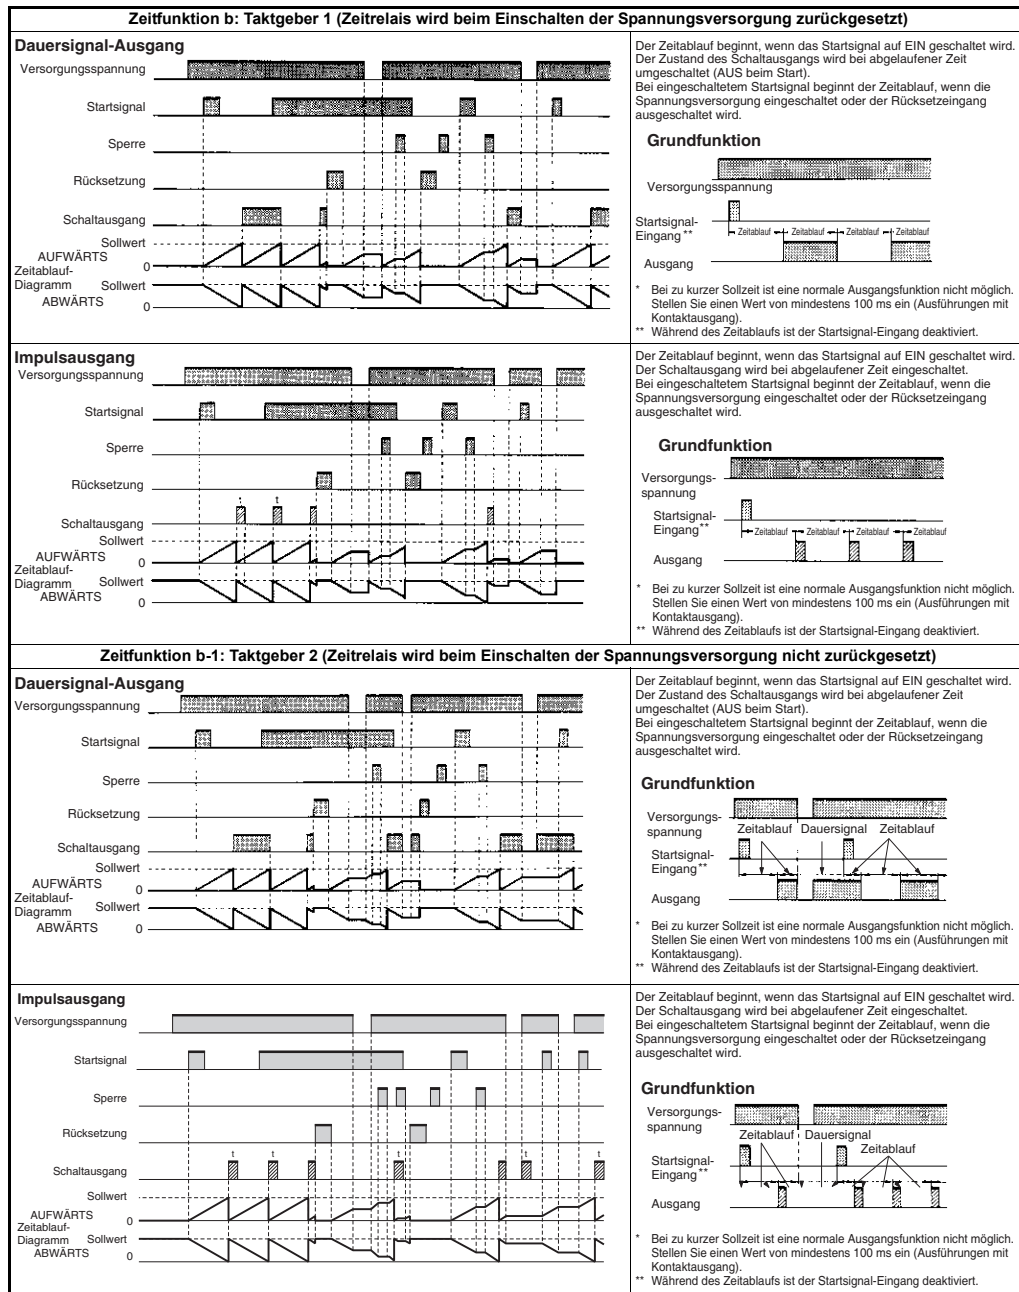 Zeitfunktion b: Taktgeber 1 (Zeitrelais wird beim Einschalten der Spannungsversorgung zurückgesetzt)
Dauersignal-Ausgang
Versorgungsspannung
Startsignal
Sperre
Rücksetzung
Schaltausgang
Sollwert
AUFWÄRTS
0
Zeitablauf-
Diagramm
Sollwert
ABWÄRTS
0
Der Zeitablauf beginnt, wenn das Startsignal auf EIN geschaltet wird.
Der Zustand des Schaltausgangs wird bei abgelaufener Zeit
umgeschaltet (AUS beim Start).
Bei eingeschaltetem Startsignal beginnt der Zeitablauf, wenn die
Spannungsversorgung eingeschaltet oder der Rücksetzeingang
ausgeschaltet wird.
Grundfunktion
Versorgungsspannung
Startsignal-
Eingang **
Zeitablauf Zeitablauf Zeitablauf Zeitablauf
Ausgang
* Bei zu kurzer Sollzeit ist eine normale Ausgangsfunktion nicht möglich.
Stellen Sie einen Wert von mindestens 100 ms ein (Ausführungen mit
Kontaktausgang).
** Während des Zeitablaufs ist der Startsignal-Eingang deaktiviert.
Impulsausgang
Versorgungsspannung
Startsignal
Sperre
Rücksetzung
t
Schaltausgang
Sollwert
AUFWÄRTS
0
Zeitablauf-
Diagramm
Sollwert
ABWÄRTS
0
Der Zeitablauf beginnt, wenn das Startsignal auf EIN geschaltet wird.
Der Schaltausgang wird bei abgelaufener Zeit eingeschaltet.
Bei eingeschaltetem Startsignal beginnt der Zeitablauf, wenn die
Spannungsversorgung eingeschaltet oder der Rücksetzeingang
ausgeschaltet wird.
Grundfunktion
Versorgungs-
spannung
Startsignal-
Eingang **
Zeitablauf Zeitablauf Zeitablauf Zeitablauf
Ausgang
* Bei zu kurzer Sollzeit ist eine normale Ausgangsfunktion nicht möglich.
Stellen Sie einen Wert von mindestens 100 ms ein (Ausführungen mit
Kontaktausgang).
** Während des Zeitablaufs ist der Startsignal-Eingang deaktiviert.
Zeitfunktion b-1: Taktgeber 2 (Zeitrelais wird beim Einschalten der Spannungsversorgung nicht zurückgesetzt)
Dauersignal-Ausgang
Versorgungsspannung
Startsignal
Sperre
Rücksetzung
Schaltausgang
Sollwert
AUFWÄRTS
0
Zeitablauf-
Diagramm
Sollwert
ABWÄRTS
0
Der Zeitablauf beginnt, wenn das Startsignal auf EIN geschaltet wird.
Der Zustand des Schaltausgangs wird bei abgelaufener Zeit
umgeschaltet (AUS beim Start).
Bei eingeschaltetem Startsignal beginnt der Zeitablauf, wenn die
Spannungsversorgung eingeschaltet oder der Rücksetzeingang
ausgeschaltet wird.
Grundfunktion
Versorgungs-
spannung
Zeitablauf Dauersignal Zeitablauf
Startsignal-
Eingang **
Ausgang
* Bei zu kurzer Sollzeit ist eine normale Ausgangsfunktion nicht möglich.
Stellen Sie einen Wert von mindestens 100 ms ein (Ausführungen mit
Kontaktausgang).
** Während des Zeitablaufs ist der Startsignal-Eingang deaktiviert.
Impulsausgang
Versorgungsspannung
Startsignal
Sperre
Rücksetzung
t t t t t
Schaltausgang
Sollwert
AUFWÄRTS
0
Zeitablauf-
Diagramm
Sollwert
ABWÄRTS
0
Der Zeitablauf beginnt, wenn das Startsignal auf EIN geschaltet wird.
Der Schaltausgang wird bei abgelaufener Zeit eingeschaltet.
Bei eingeschaltetem Startsignal beginnt der Zeitablauf, wenn die
Spannungsversorgung eingeschaltet oder der Rücksetzeingang
ausgeschaltet wird.
Grundfunktion
Versorgungs-
spannung
Zeitablauf Dauersignal
Zeitablauf
Startsignal-
Eingang **
Ausgang
* Bei zu kurzer Sollzeit ist eine normale Ausgangsfunktion nicht möglich.
Stellen Sie einen Wert von mindestens 100 ms ein (Ausführungen mit
Kontaktausgang).
** Während des Zeitablaufs ist der Startsignal-Eingang deaktiviert.